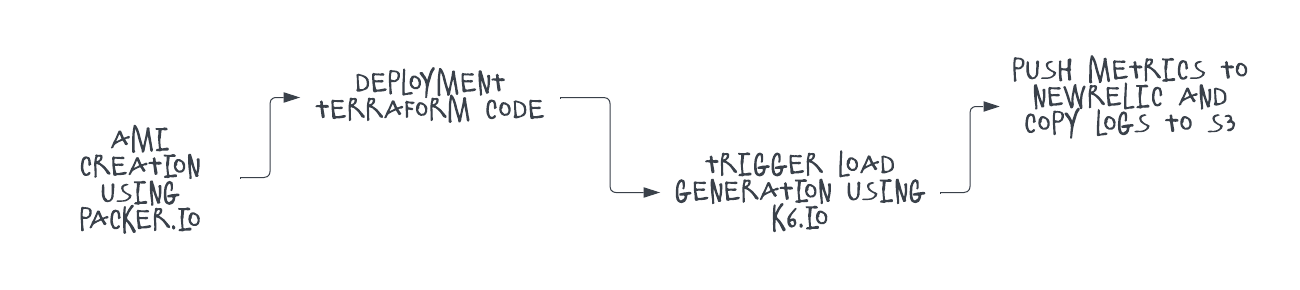 AMI
CREATION
USING
PACKER.IO
DEPLOYMENT
TERRAFORM CODE
TRIGGER LOAD
GENERATION USING
K6.IO
PUSH METRICS TO
NEWRELIC AND
COPY LOGS TO S3